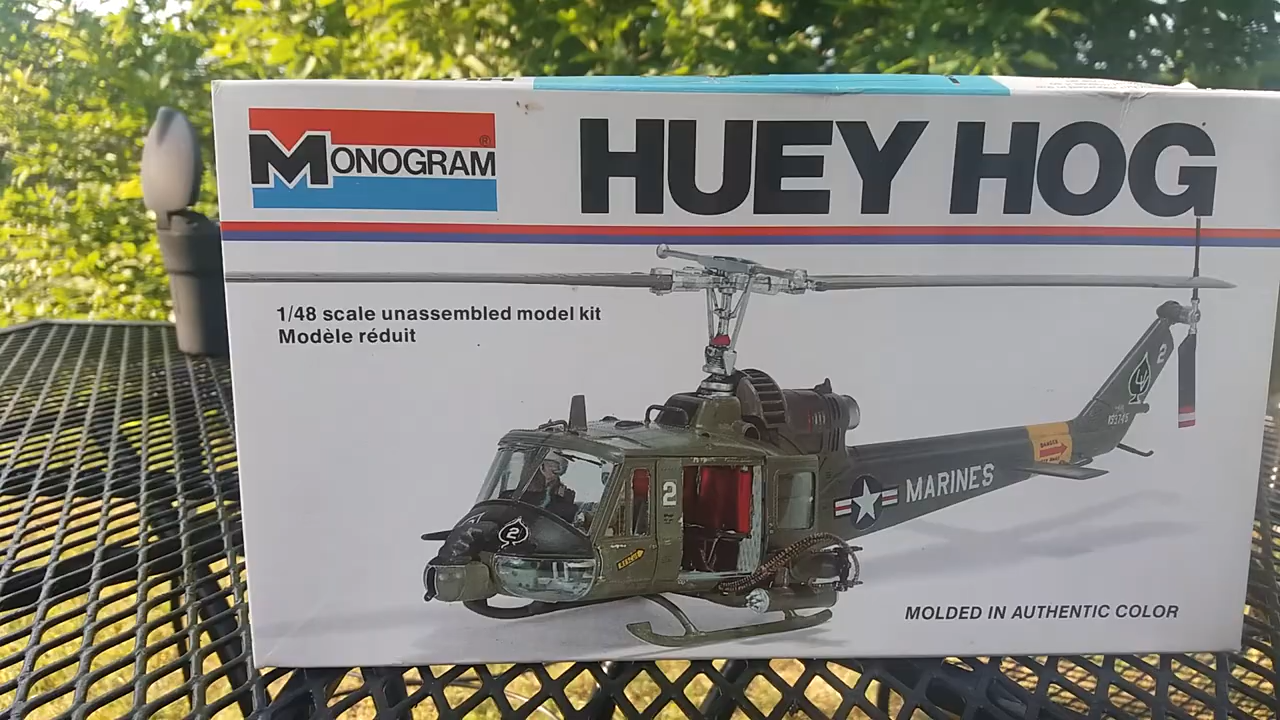 MONOGRAM®
HUEY HOG
1/48 scale unassembled model kit
Modèle réduit
2
2
2
MARINES
DANGER
MOLDED IN AUTHENTIC COLOR